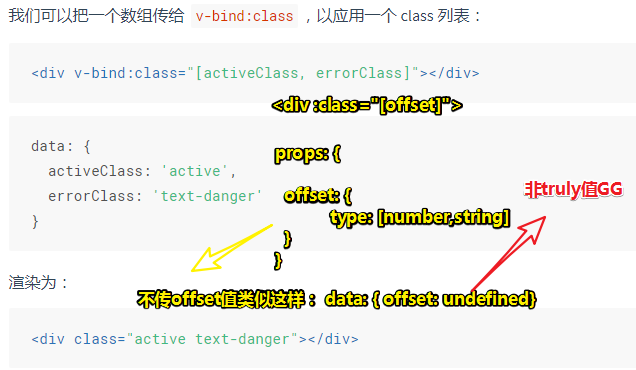 我们可以把一个数组传给 v-bind:class ，以应用一个 class 列表：
<div v-bind:class="[activeClass, errorClass]"></div>
<div :class="[offset]">
data: {
activeClass: 'active',
errorClass: 'text-danger'
}
props: {
offset: {
type: [number,string]
}
}
非truly值GG
渲染为：
不传offset值类似这样： data: { offset: undefined}
<div class="active text-danger"></div>